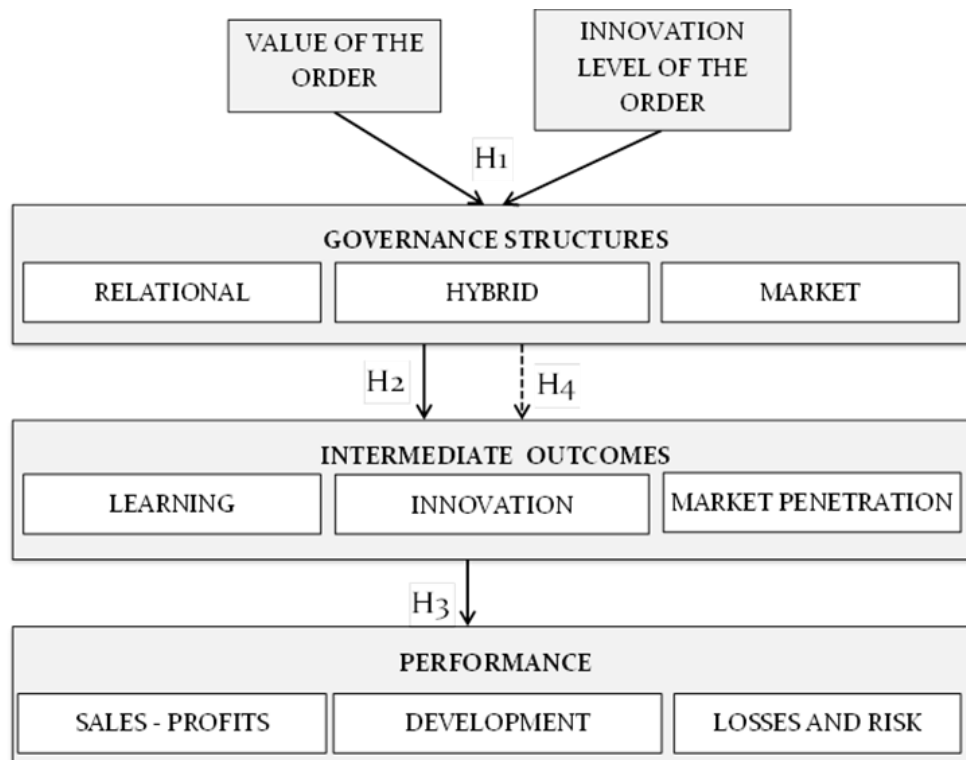 VALUE OF THE
ORDER
INNOVATION
LEVEL OF THE
ORDER
H1
GOVERNANCE STRUCTURES
RELATIONAL
HYBRID
MARKET
H2
H4
INTERMEDIATE OUTCOMES
LEARNING
INNOVATION
MARKET PENETRATION
H3
PERFORMANCE
SALES - PROFITS
DEVELOPMENT
LOSSES AND RISK